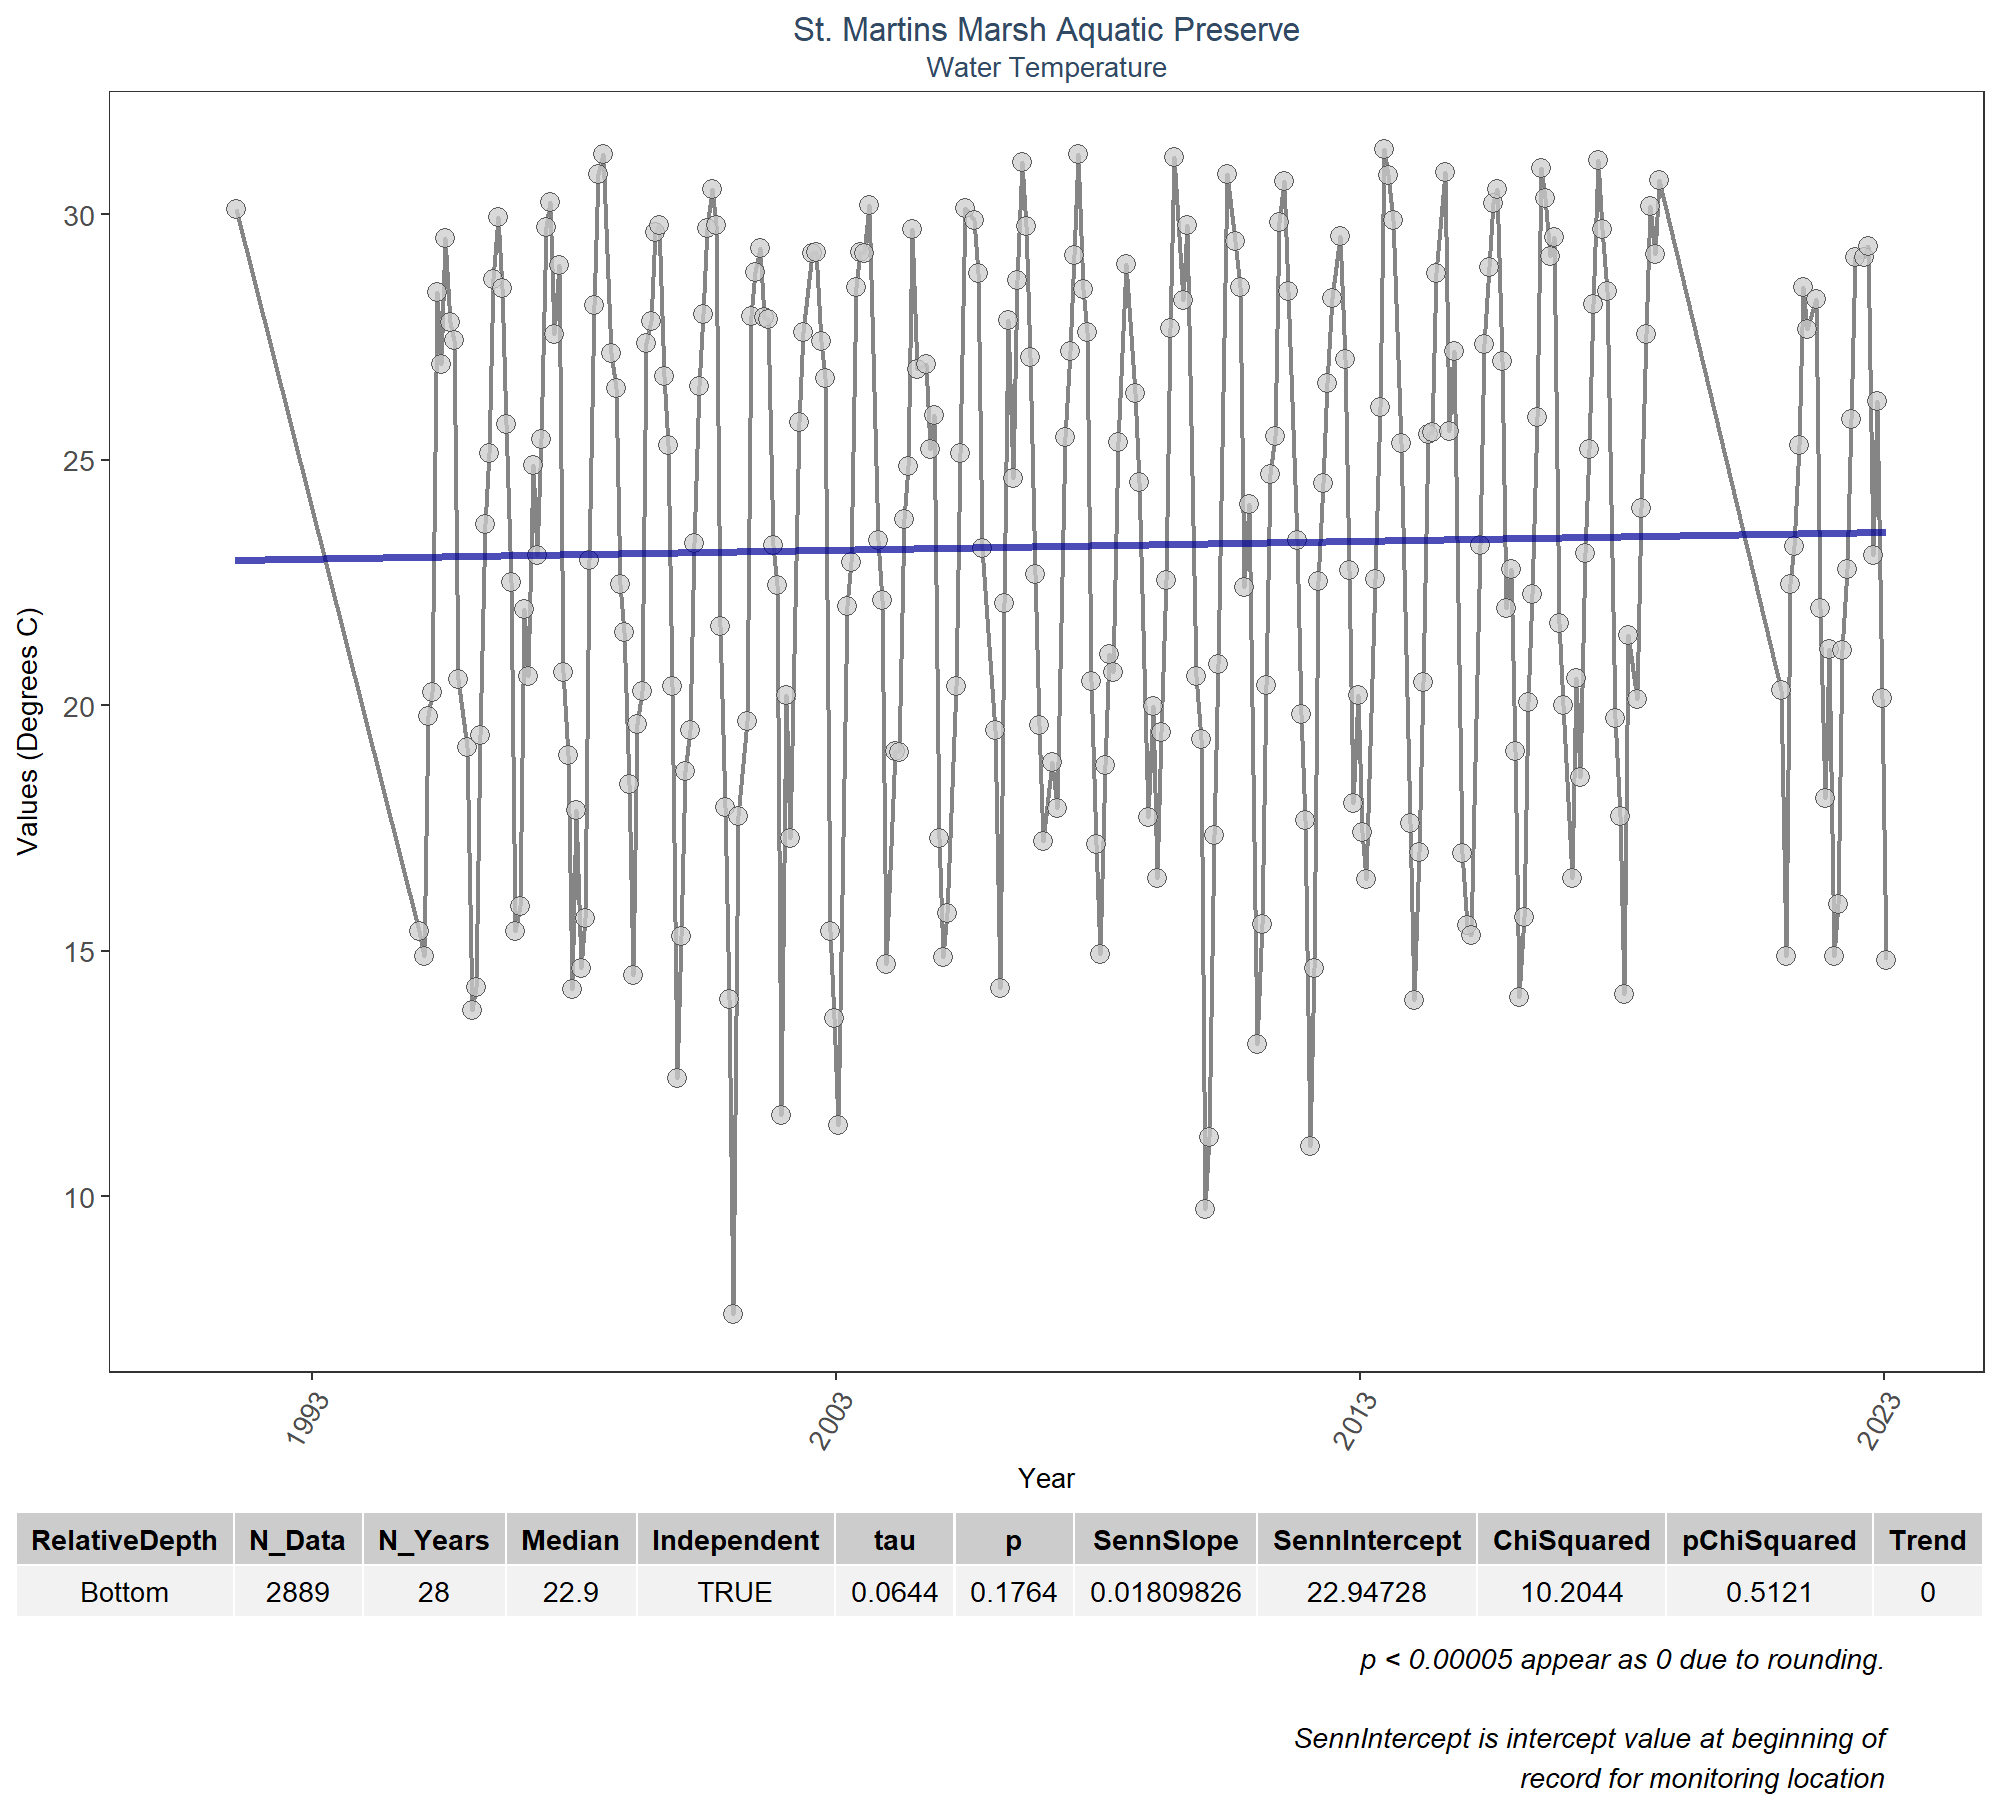 St. Martins Marsh Aquatic Preserve
Water Temperature
Values (Degrees C)
30
25
20
15
10
1993
2003
2013
2023
Year
RelativeDepth N_Data N_Years Median Independent tau p SennSlope SennIntercept ChiSquared pChiSquared Trend
Bottom 2889 28 22.9 TRUE 0.0644 0.1764 0.01809826 22.94728 10.2044 0.5121 0
p < 0.00005 appear as 0 due to rounding.
SennIntercept is intercept value at beginning of
record for monitoring location